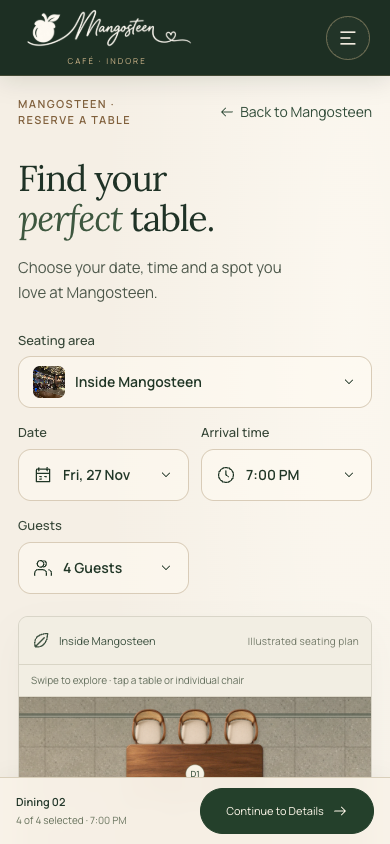 Mangosteen
CAFÉ · INDORE
MANGOSTEEN ·
RESERVE A TABLE
← Back to Mangosteen
Find your
perfect table.
Choose your date, time and a spot you
love at Mangosteen.
Seating area
Inside Mangosteen
Date
Arrival time
Fri, 27 Nov
7:00 PM
Guests
4 Guests
Inside Mangosteen
Illustrated seating plan
Swipe to explore · tap a table or individual chair
D1
Dining 02
4 of 4 selected · 7:00 PM
Continue to Details →